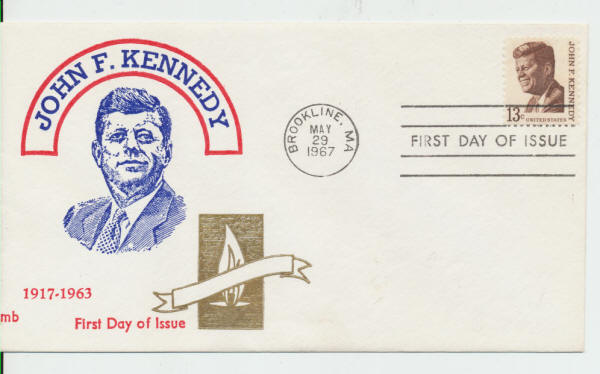 JOHN F. KENNEDY
1917-1963
mb
First Day of Issue
BROOKLINE, MA
MAY
29
1967
FIRST DAY OF ISSUE
JOHN F. KENNEDY
13c
UNITED STATES